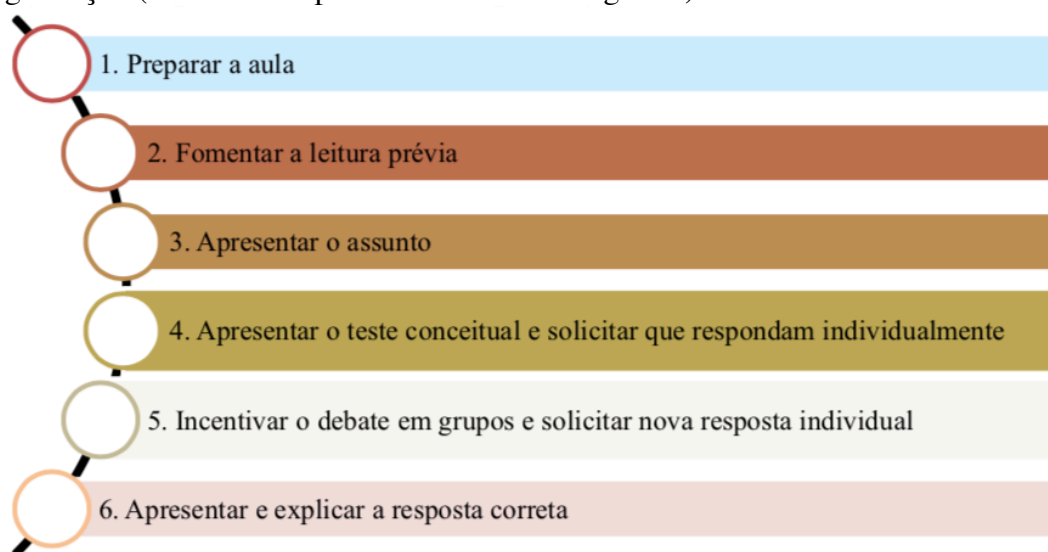 1. Preparar a aula
2. Fomentar a leitura prévia
3. Apresentar o assunto
4. Apresentar o teste conceitual e solicitar que respondam individualmente
5. Incentivar o debate em grupos e solicitar nova resposta individual
6. Apresentar e explicar a resposta correta